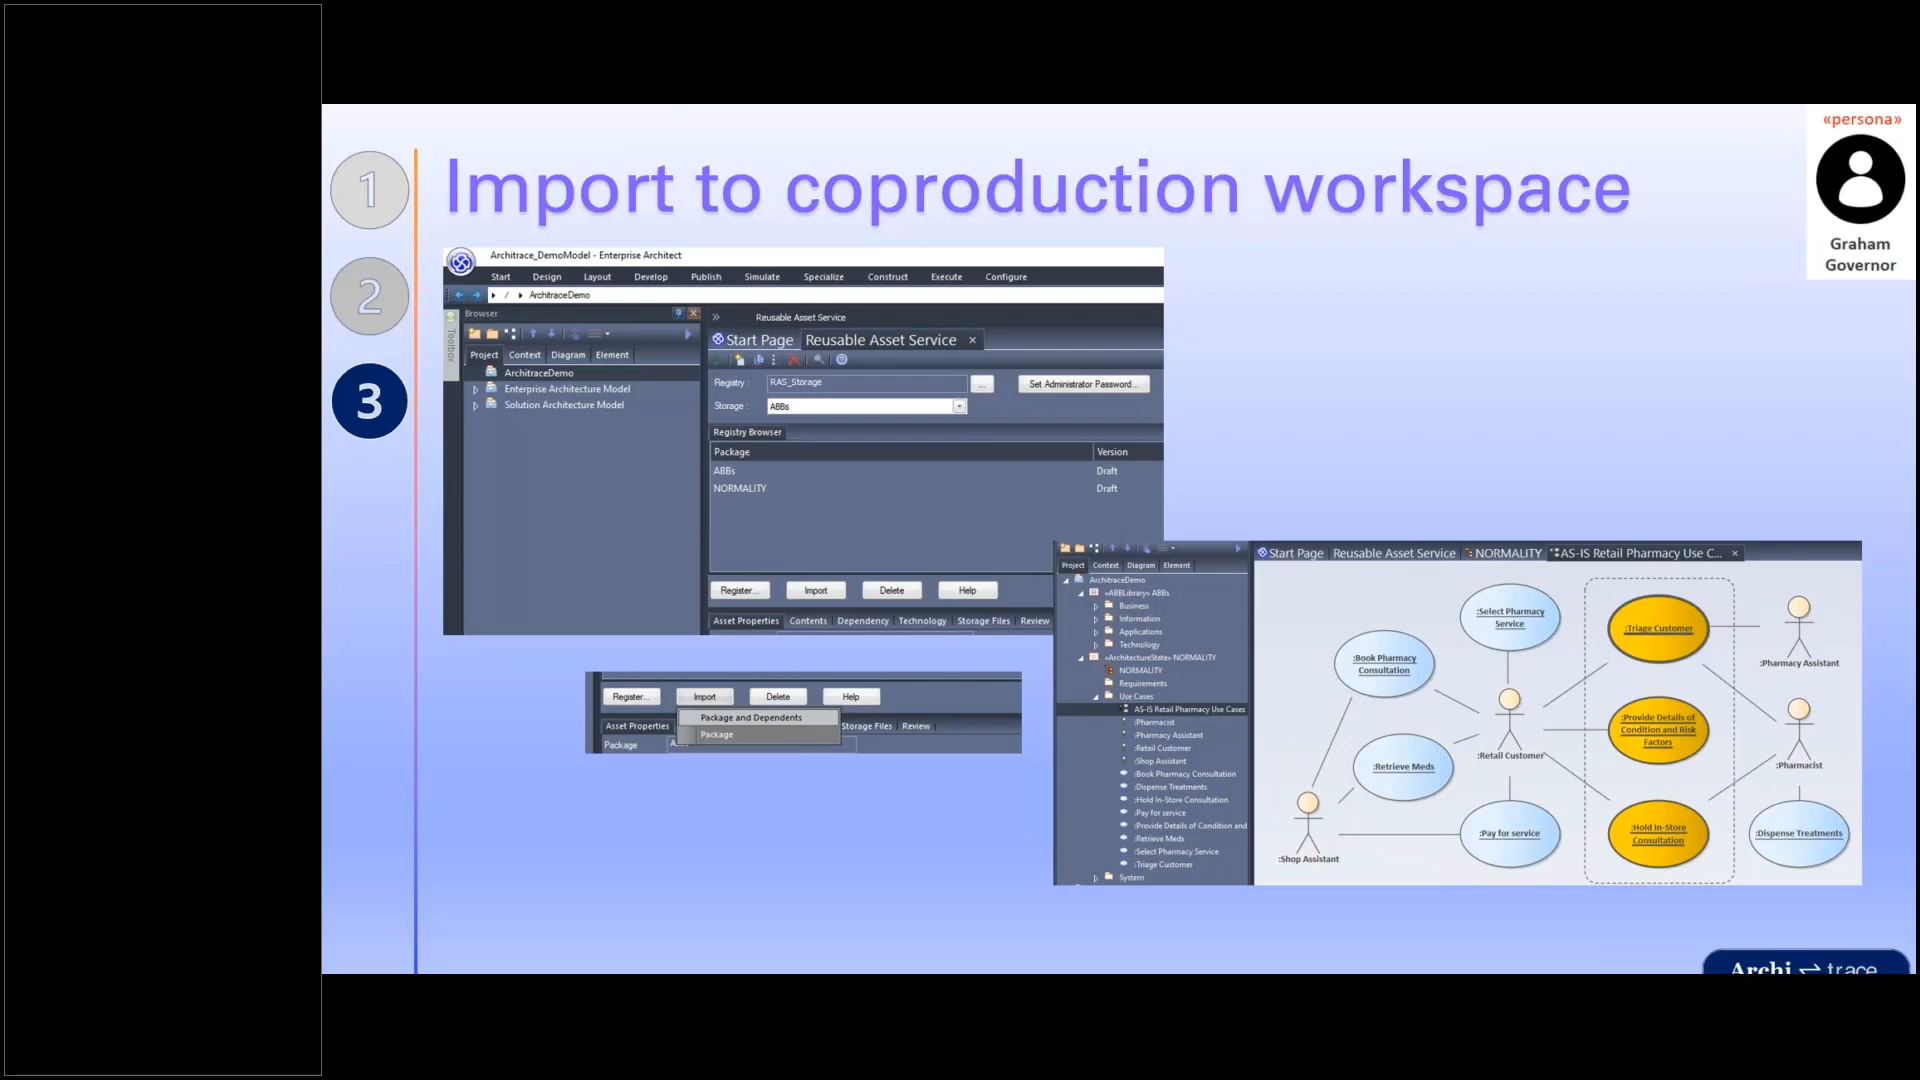 «persona»
Graham
Governor
1
2
3
Import to coproduction workspace
Architrace_DemoModel - Enterprise Architect
Start Design Layout Develop Publish Simulate Specialize Construct Execute Configure
/ ArchitraceDemo
Toolbox
Browser
Project Context Diagram Element
ArchitraceDemo
Enterprise Architecture Model
Solution Architecture Model
Reusable Asset Service
Start Page Reusable Asset Service ×
Registry : RAS_Storage ... Set Administrator Password...
Storage : ABBs
Registry Browser
Package Version
ABBs Draft
NORMALITY Draft
Register... Import Delete Help
Asset Properties Contents Dependency Technology Storage Files Review
Register... Import Delete Help
Asset Properties Storage Files Review
Package and Dependents
Package
Package
Project Context Diagram Element
ArchitraceDemo
«ABBLibrary» ABBs
Business
Information
Applications
Technology
«ArchitectureState» NORMALITY
NORMALITY
Requirements
Use Cases
AS-IS Retail Pharmacy Use Cases
:Pharmacist
:Pharmacy Assistant
:Retail Customer
:Shop Assistant
:Book Pharmacy Consultation
:Dispense Treatments
:Hold In-Store Consultation
:Pay for service
:Provide Details of Condition and
:Retrieve Meds
:Select Pharmacy Service
:Triage Customer
System
Start Page Reusable Asset Service NORMALITY AS-IS Retail Pharmacy Use C... ×
:Select Pharmacy
Service
:Triage Customer
:Pharmacy Assistant
:Book Pharmacy
Consultation
:Provide Details of
Condition and Risk
Factors
:Retail Customer
:Pharmacist
:Retrieve Meds
:Shop Assistant
:Pay for service
:Hold In-Store
Consultation
:Dispense Treatments
Archi ⇌ trace